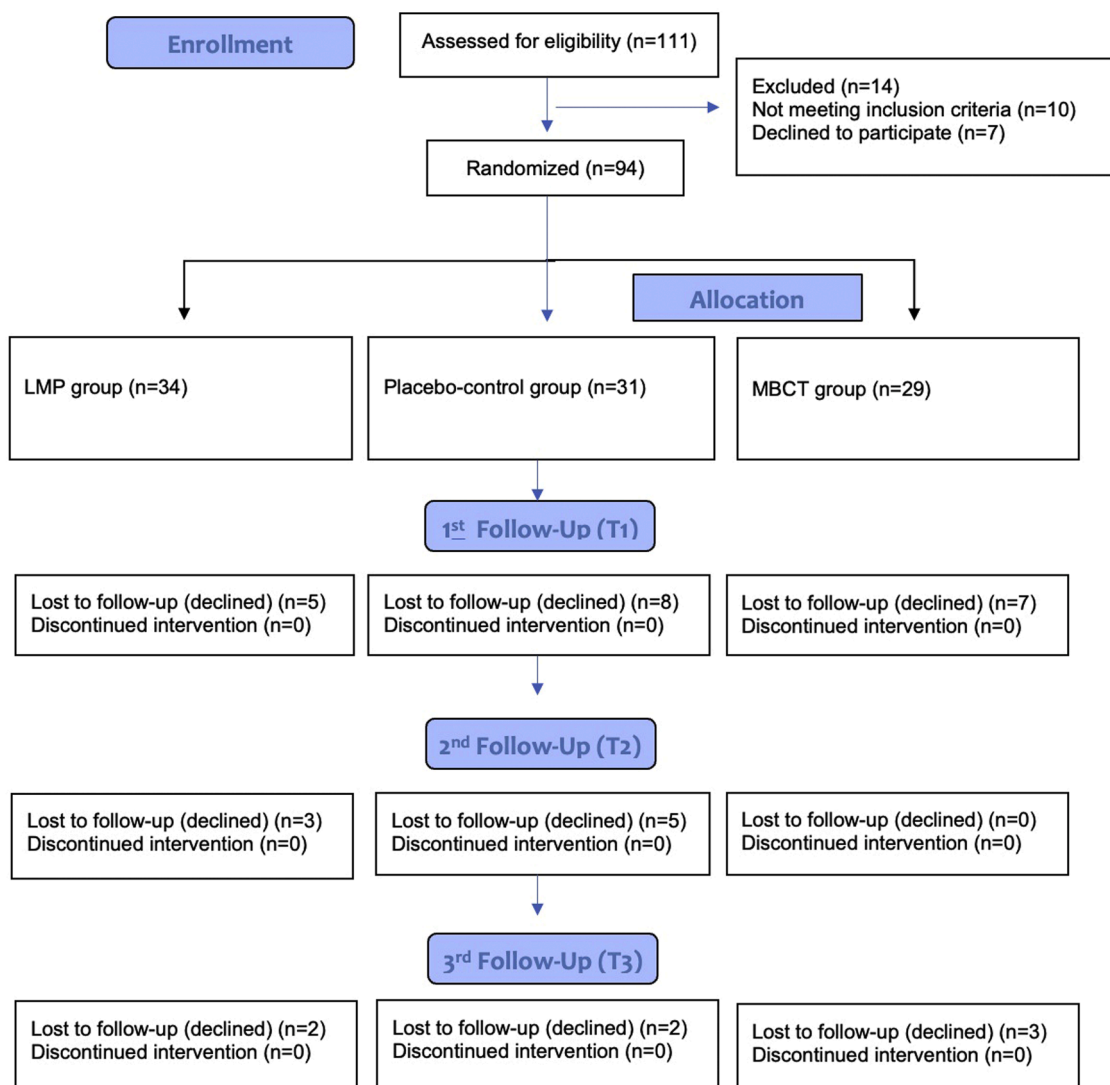 Enrollment
Assessed for eligibility (n=111)
Excluded (n=14)
Not meeting inclusion criteria (n=10)
Declined to participate (n=7)
Randomized (n=94)
Allocation
LMP group (n=34)
Placebo-control group (n=31)
MBCT group (n=29)
1st Follow-Up (T1)
Lost to follow-up (declined) (n=5)
Discontinued intervention (n=0)
Lost to follow-up (declined) (n=8)
Discontinued intervention (n=0)
Lost to follow-up (declined) (n=7)
Discontinued intervention (n=0)
2nd Follow-Up (T2)
Lost to follow-up (declined) (n=3)
Discontinued intervention (n=0)
Lost to follow-up (declined) (n=5)
Discontinued intervention (n=0)
Lost to follow-up (declined) (n=0)
Discontinued intervention (n=0)
3rd Follow-Up (T3)
Lost to follow-up (declined) (n=2)
Discontinued intervention (n=0)
Lost to follow-up (declined) (n=2)
Discontinued intervention (n=0)
Lost to follow-up (declined) (n=3)
Discontinued intervention (n=0)